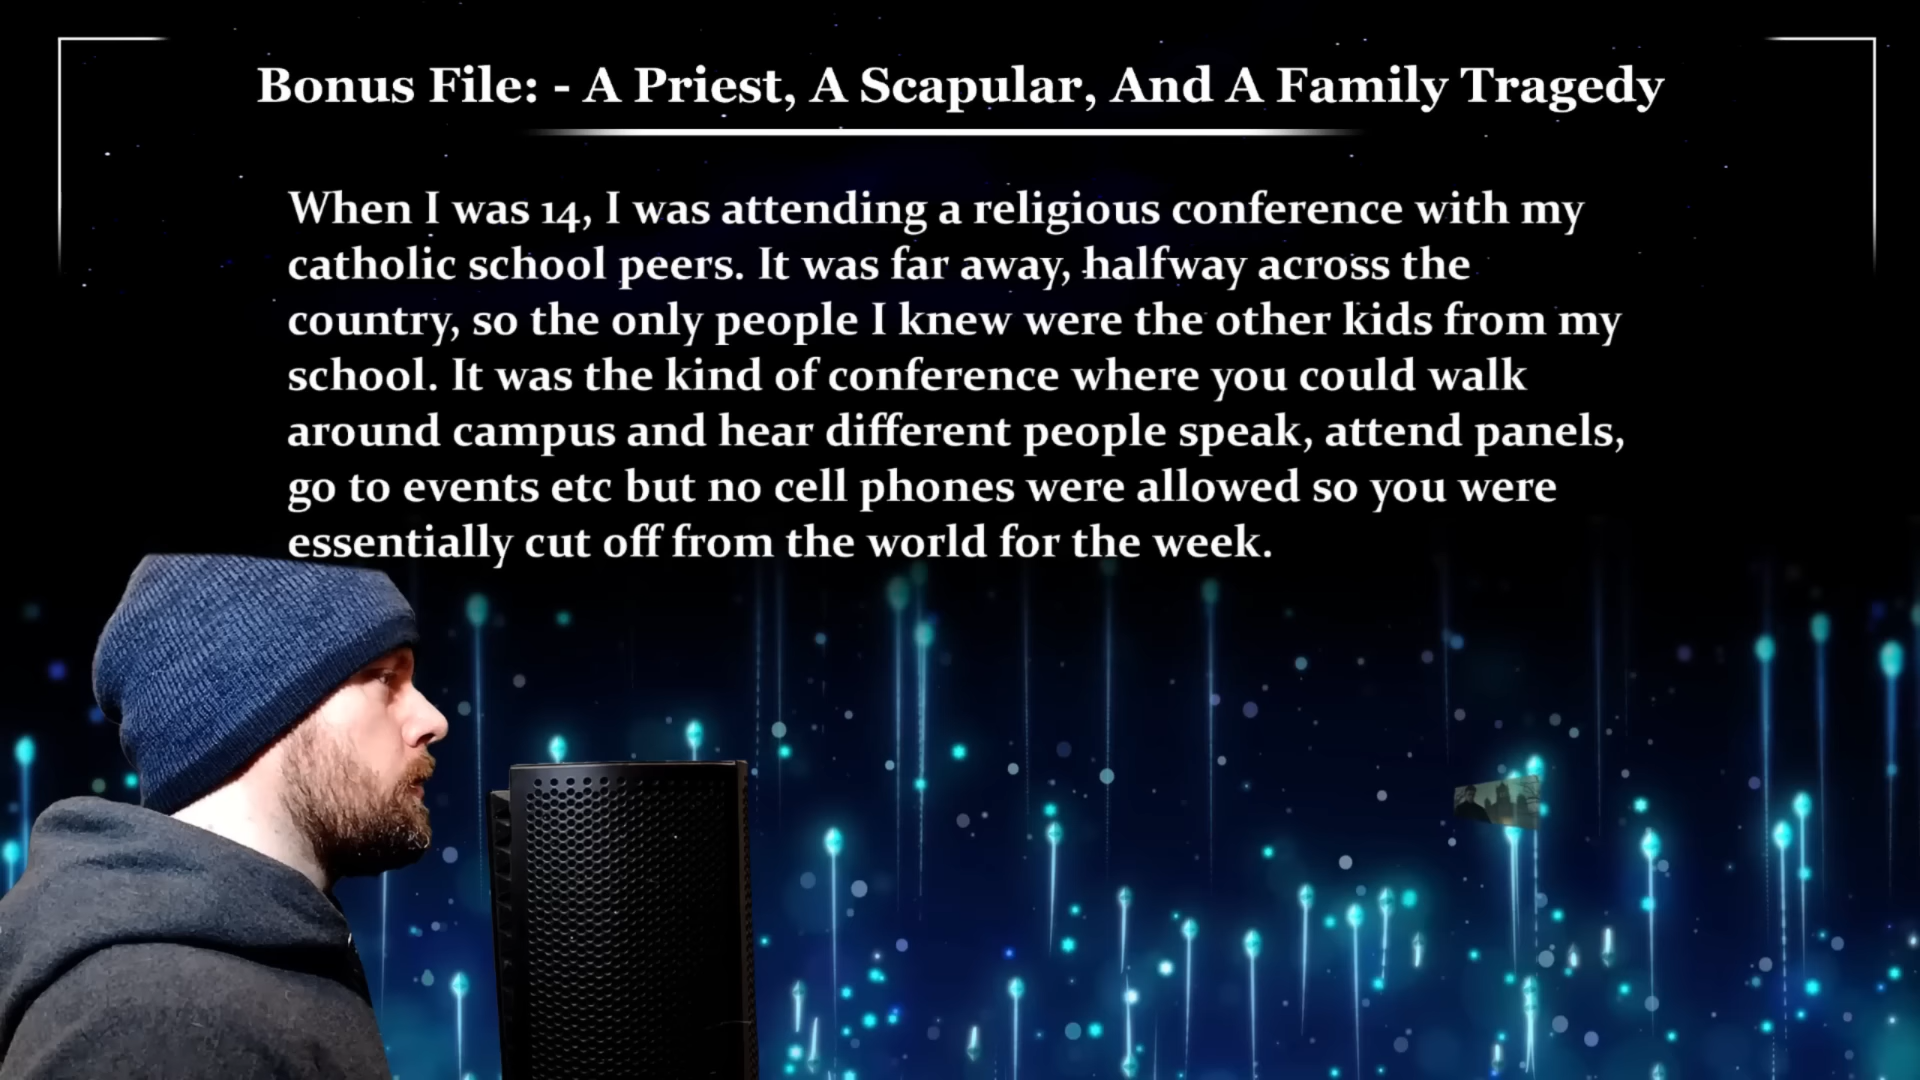 Bonus File: - A Priest, A Scapular, And A Family Tragedy
When I was 14, I was attending a religious conference with my
catholic school peers. It was far away, halfway across the
country, so the only people I knew were the other kids from my
school. It was the kind of conference where you could walk
around campus and hear different people speak, attend panels,
go to events etc but no cell phones were allowed so you were
essentially cut off from the world for the week.